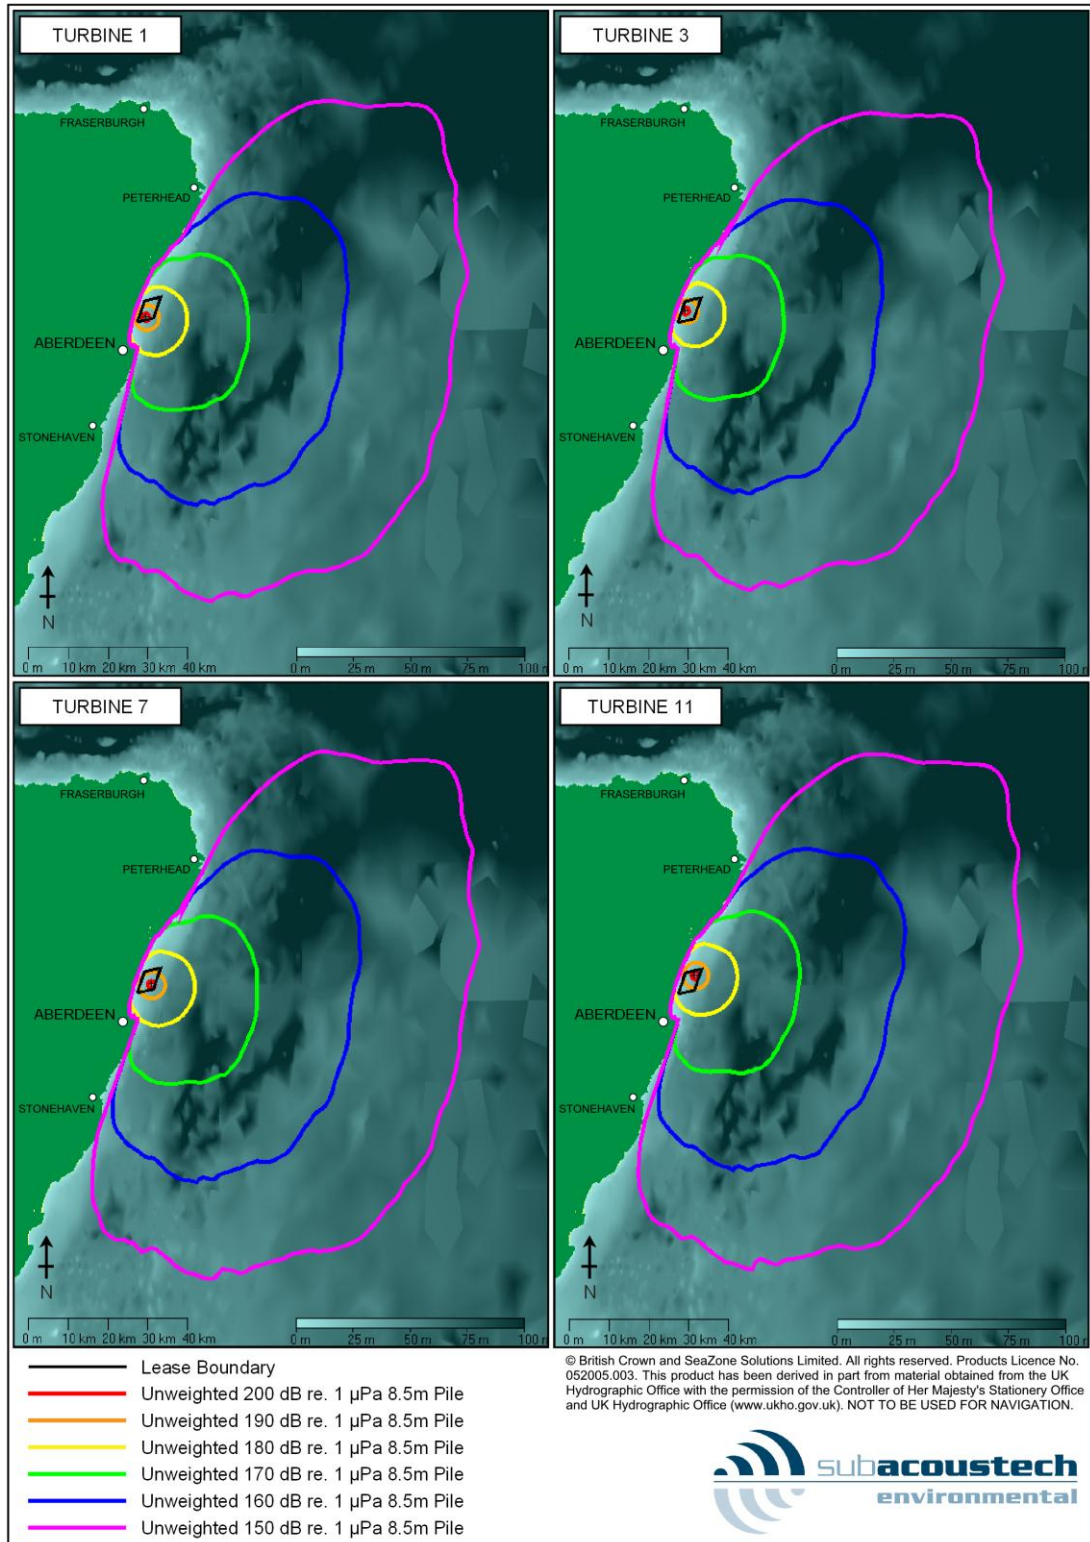 TURBINE 1
FRASERBURGH
PETERHEAD
ABERDEEN
STONEHAVEN
N
0 m 10 km 20 km 30 km 40 km
0 m 25 m 75 m 100 m
TURBINE 3
FRASERBURGH
PETERHEAD
ABERDEEN
STONEHAVEN
N
0 m 10 km 20 km 30 km 40 km
0 m 25 m 50 m 75 m 100 m
TURBINE 7
FRASERBURGH
PETERHEAD
ABERDEEN
STONEHAVEN
N
0 m 10 km 20 km 30 km 40 km
0 m 25 m 75 m 100 m
TURBINE 11
FRASERBURGH
PETERHEAD
ABERDEEN
STONEHAVEN
N
0 m 10 km 20 km 30 km 40 km
0 m 25 m 50 m 75 m 100 m
Lease Boundary
Unweighted 200 dB re. 1 µPa 8.5m Pile
Unweighted 190 dB re. 1 µPa 8.5m Pile
Unweighted 180 dB re. 1 µPa 8.5m Pile
Unweighted 170 dB re. 1 µPa 8.5m Pile
Unweighted 160 dB re. 1 µPa 8.5m Pile
Unweighted 150 dB re. 1 µPa 8.5m Pile
© British Crown and SeaZone Solutions Limited. All rights reserved. Products Licence No.
052005.003. This product has been derived in part from material obtained from the UK
Hydrographic Office with the permission of the Controller of Her Majesty's Stationery Office
and UK Hydrographic Office (www.ukho.gov.uk). NOT TO BE USED FOR NAVIGATION.
subacoustech
environmental